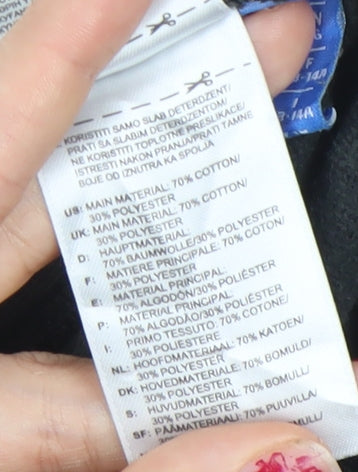 KORISTITI SAMO SLAB DETERDZENT/
PRATI SA SLABIM DETERDZENTOM/
NE KORISTITI TOPLOTNE PRESLIKACE/
ISTRESTI NAKON PRANJA/PRATI TAMNE
BOJE OD IZNUTRA KA SPOLJA
US: MAIN MATERIAL: 70% COTTON/
30% POLYESTER
UK: MAIN MATERIAL: 70% COTTON/
30% POLYESTER
D: HAUPTMATERIAL:
70% BAUMWOLLE/30% POLYESTER
F: MATIERE PRINCIPALE: 70% COTON/
30% POLYESTER
E: MATERIAL PRINCIPAL:
70% ALGODÓN/30% POLIÉSTER
P: MATERIAL PRINCIPAL:
70% ALGODÃO/30% POLIÉSTER
I: PRIMO TESSUTO: 70% COTONE/
30% POLIESTERE
NL: HOOFDMATERIAAL: 70% KATOEN/
30% POLYESTER
DK: HOVEDMATERIALE: 70% BOMULD/
30% POLYESTER
S: HUVUDMATERIAL: 70% BOMULL/
30% POLYESTER
SF: PÄÄMATERIAALI: 70% PUUVILLA/
N
F
13-14A
I
13-14A